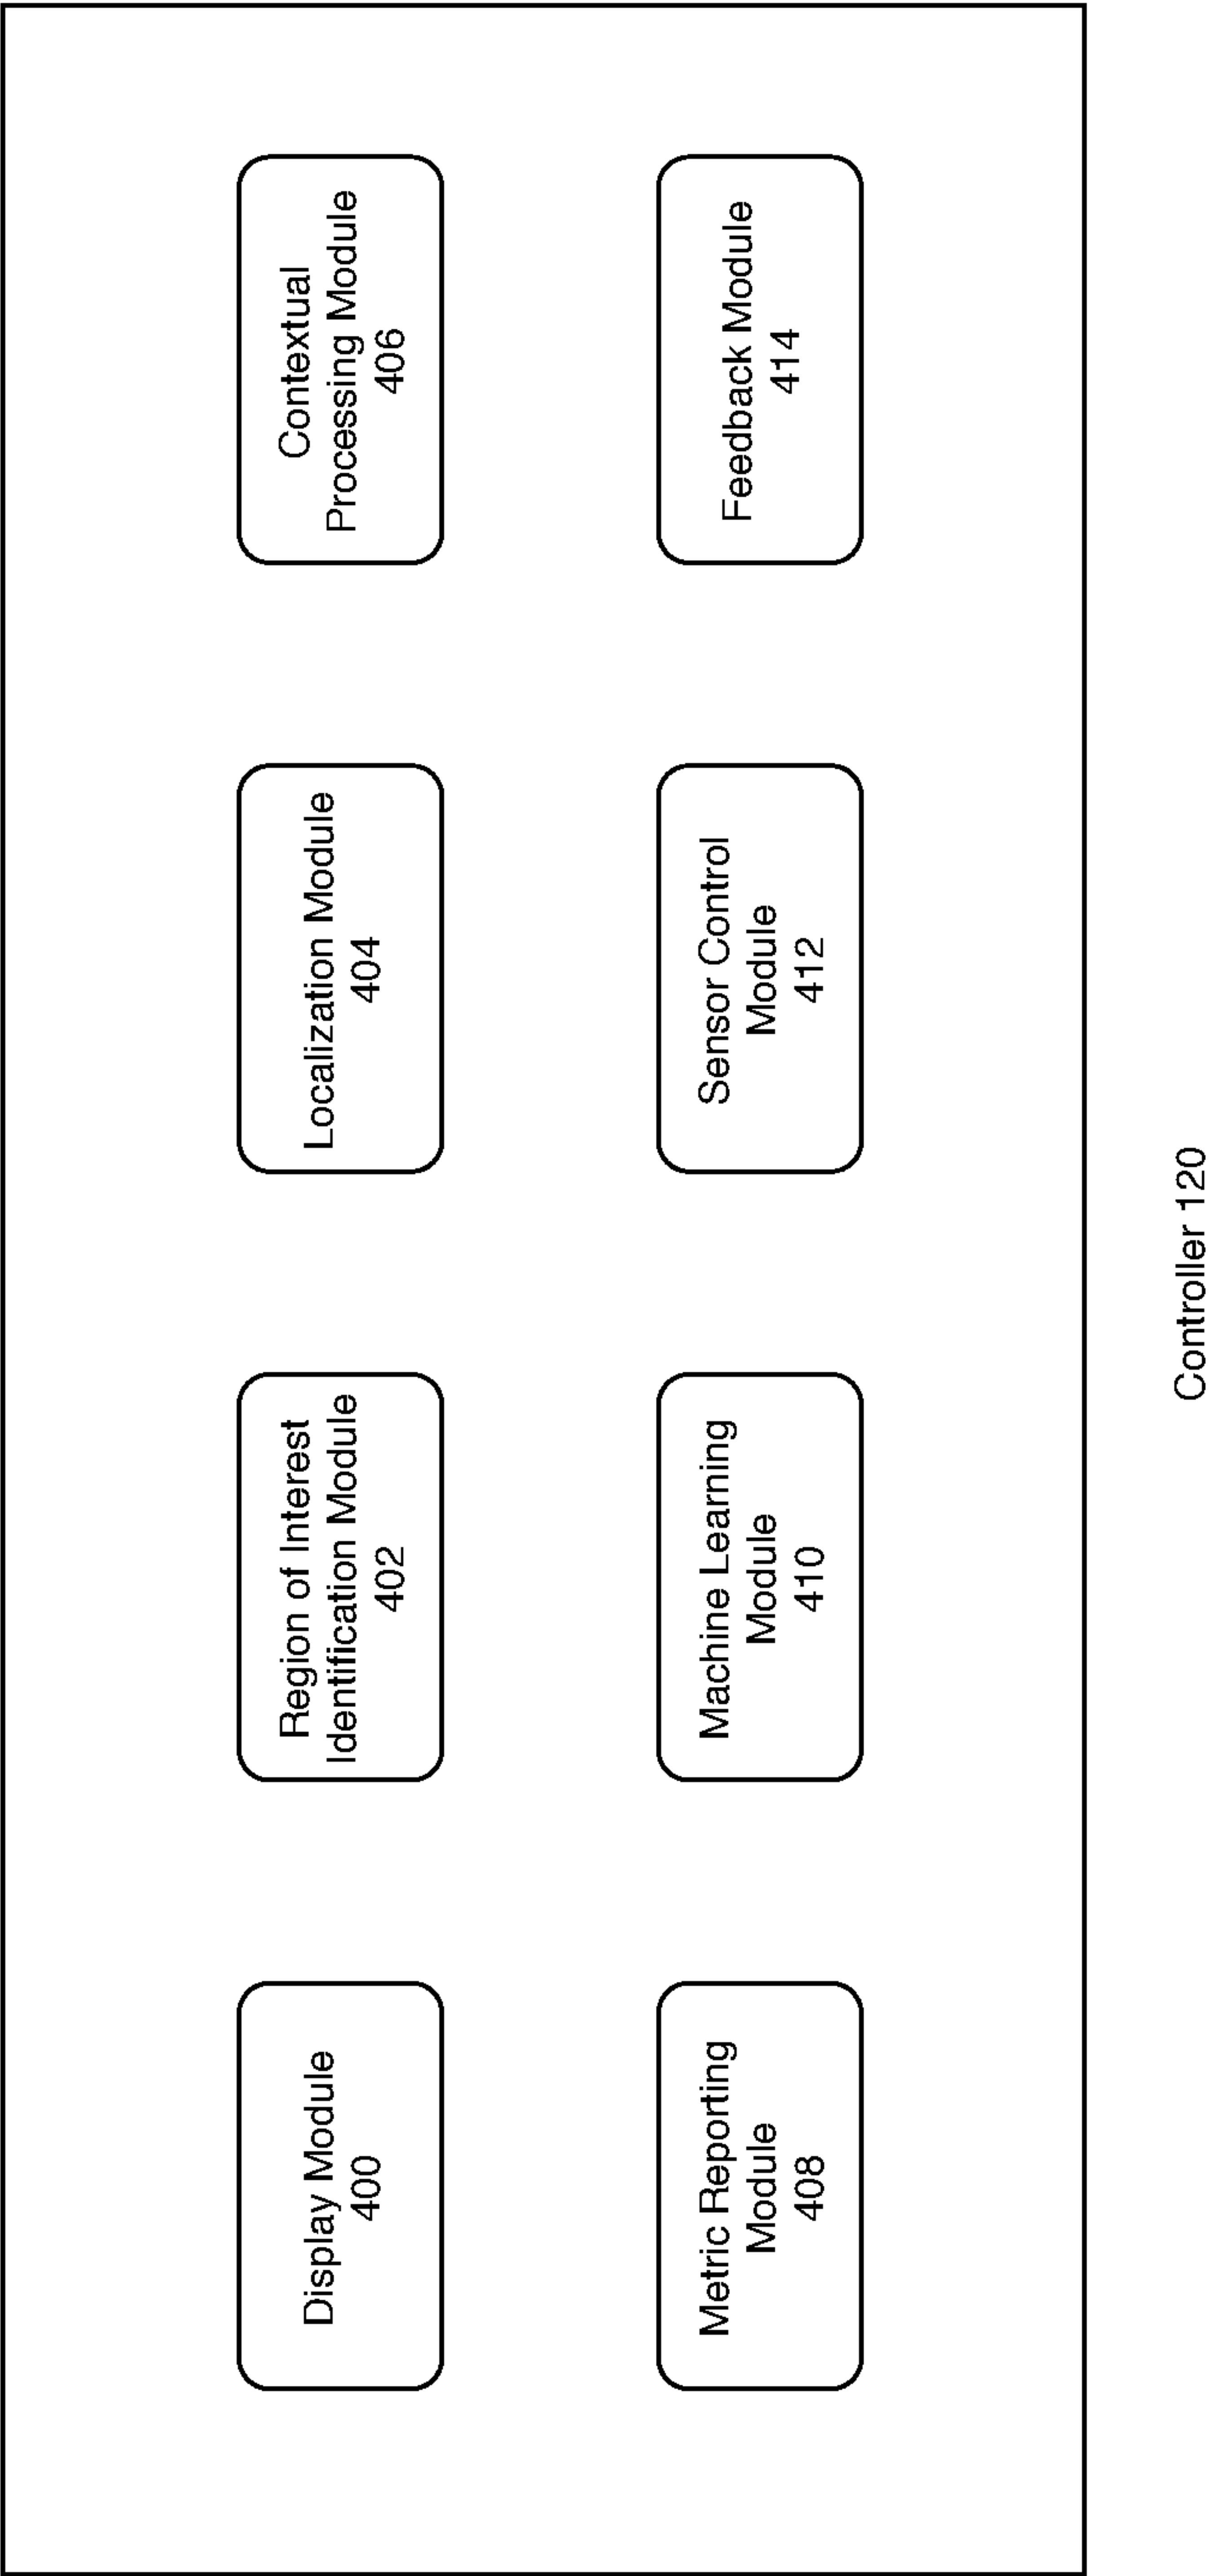 Display Module
400
Region of Interest
Identification Module
402
Localization Module
404
Contextual
Processing Module
406
Metric Reporting
Module
408
Machine Learning
Module
410
Sensor Control
Module
412
Feedback Module
414
Controller 120